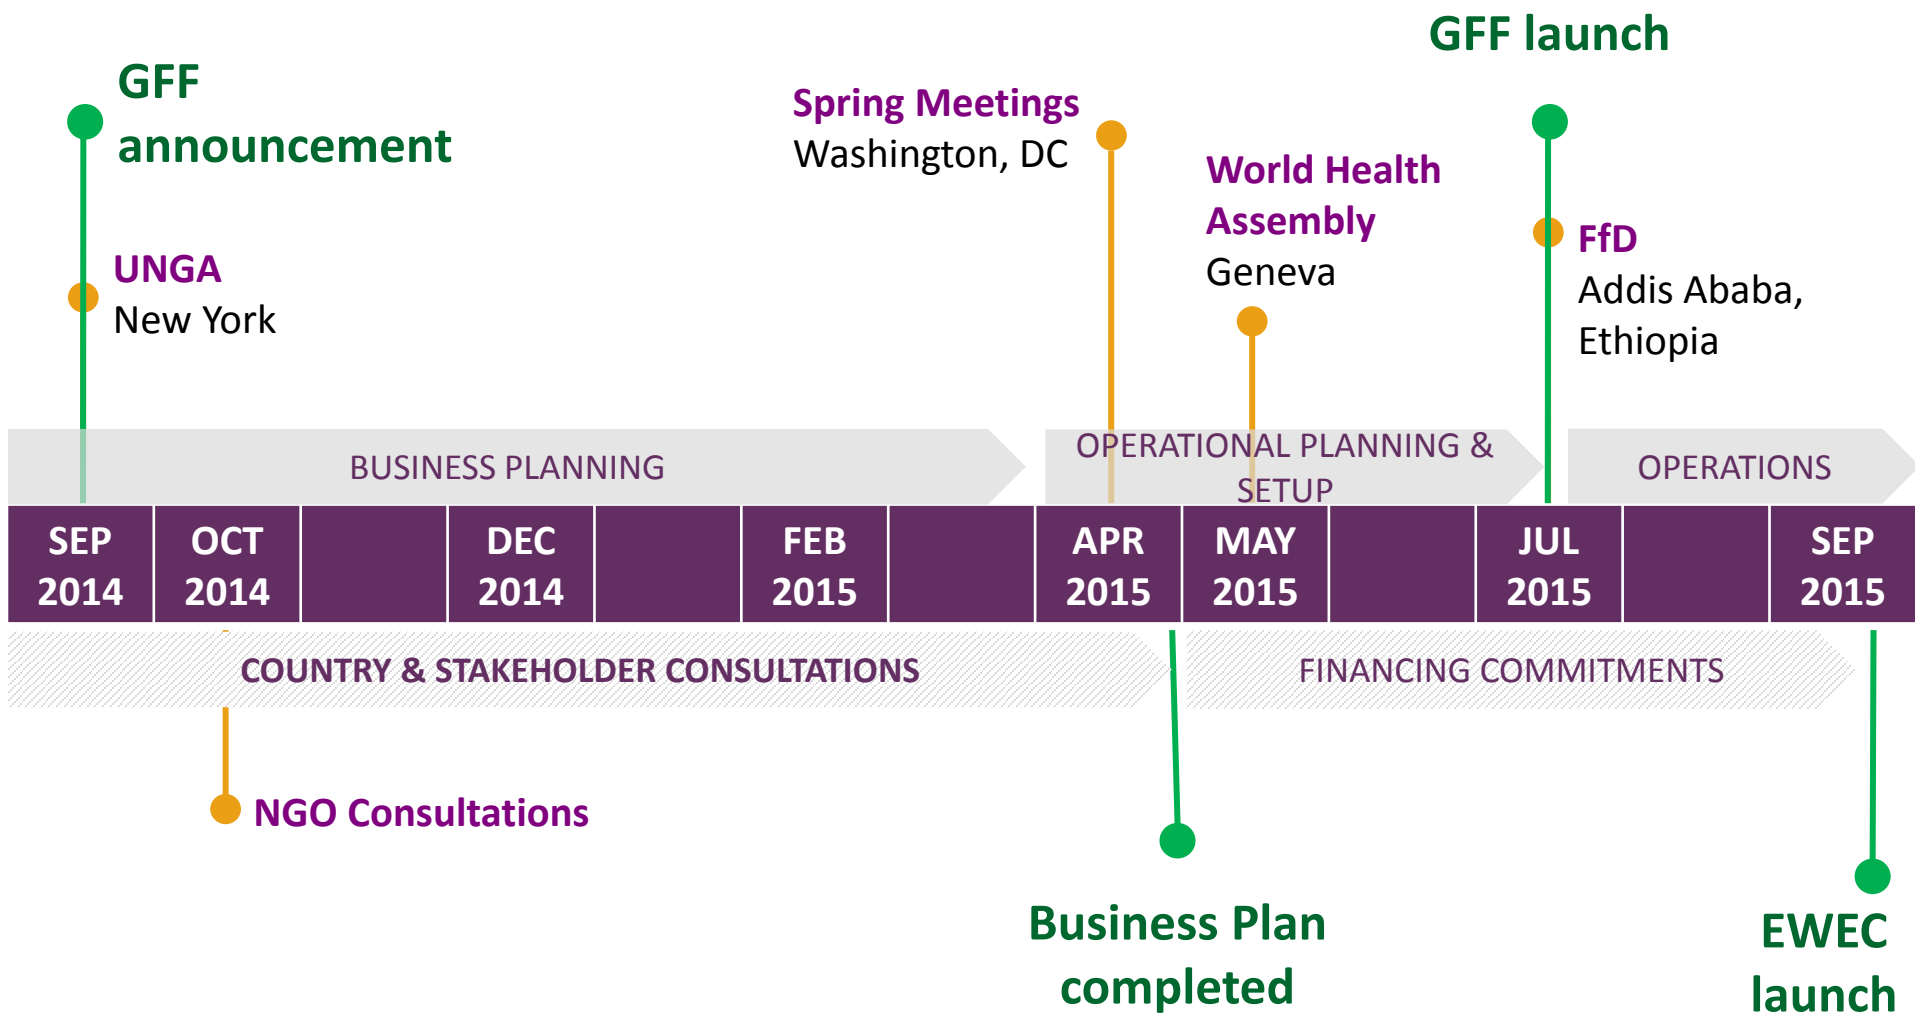 GFF launch
GFF
announcement
Spring Meetings
Washington, DC
World Health
Assembly
Geneva
UNGA
New York
FfD
Addis Ababa,
Ethiopia
BUSINESS PLANNING
OPERATIONAL PLANNING &
SETUP
OPERATIONS
SEP
2014
OCT
2014
DEC
2014
FEB
2015
APR
2015
MAY
2015
JUL
2015
SEP
2015
COUNTRY & STAKEHOLDER CONSULTATIONS
FINANCING COMMITMENTS
NGO Consultations
Business Plan
completed
EWEC
launch